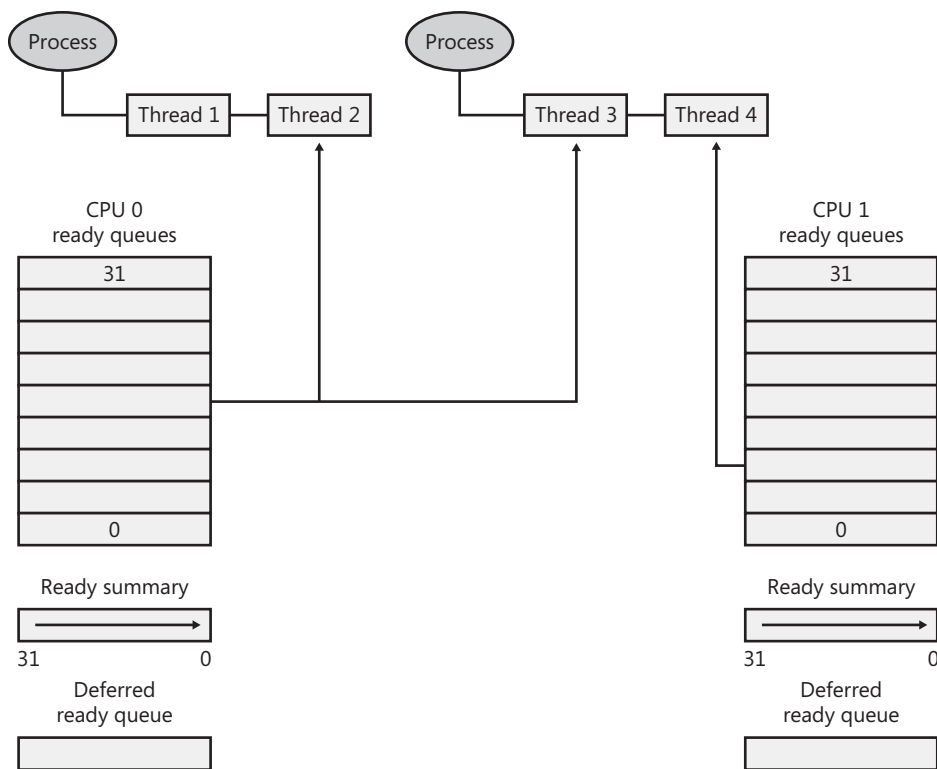 Process
Process
Thread 1
Thread 2
Thread 3
Thread 4
CPU 0
ready queues
CPU 1
ready queues
31
31
0
0
Ready summary
Ready summary
31
0
31
0
Deferred
ready queue
Deferred
ready queue